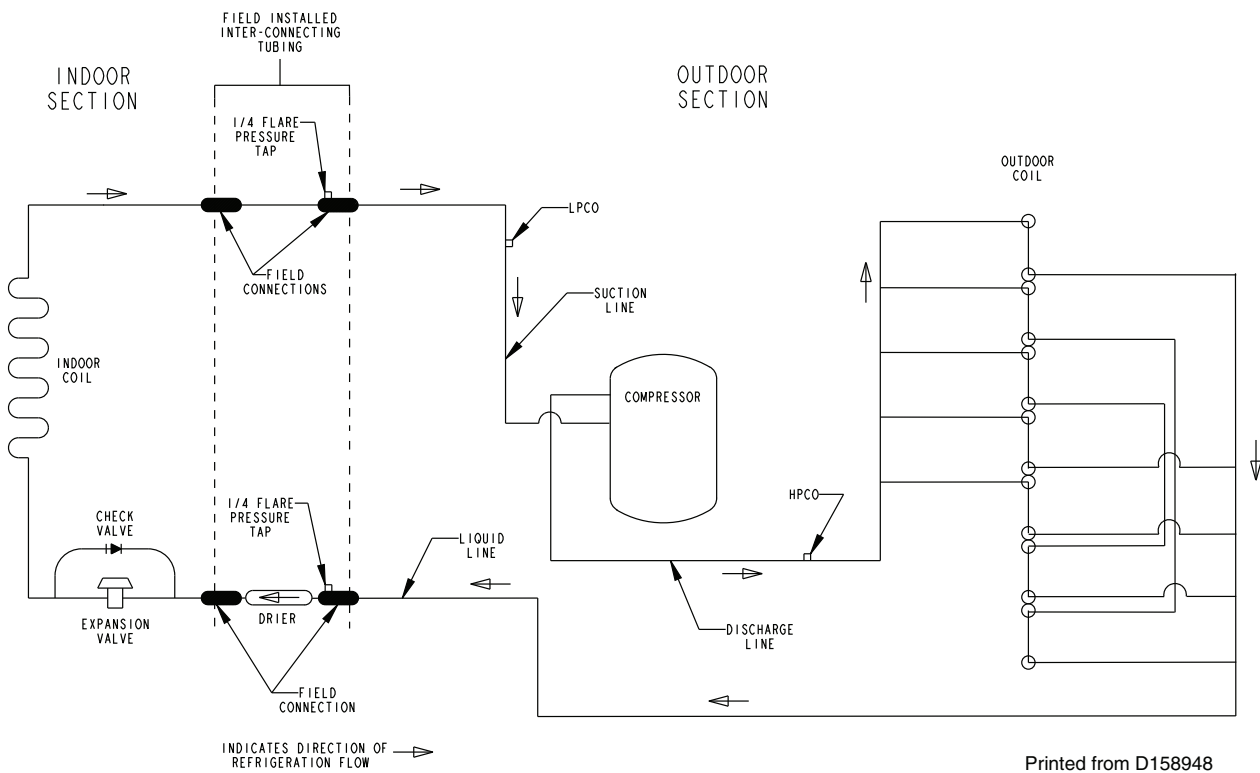 FIELD INSTALLED
INTER-CONNECTING
TUBING
INDOOR
SECTION
OUTDOOR
SECTION
1/4 FLARE
PRESSURE
TAP
OUTDOOR
COIL
LPCO
FIELD
CONNECTIONS
SUCTION
LINE
INDOOR
COIL
COMPRESSOR
1/4 FLARE
PRESSURE
TAP
HPCO
CHECK
VALVE
LIQUID
LINE
EXPANSION
VALVE
DRIER
DISCHARGE
LINE
FIELD
CONNECTION
INDICATES DIRECTION OF
REFRIGERATION FLOW
Printed from D158948